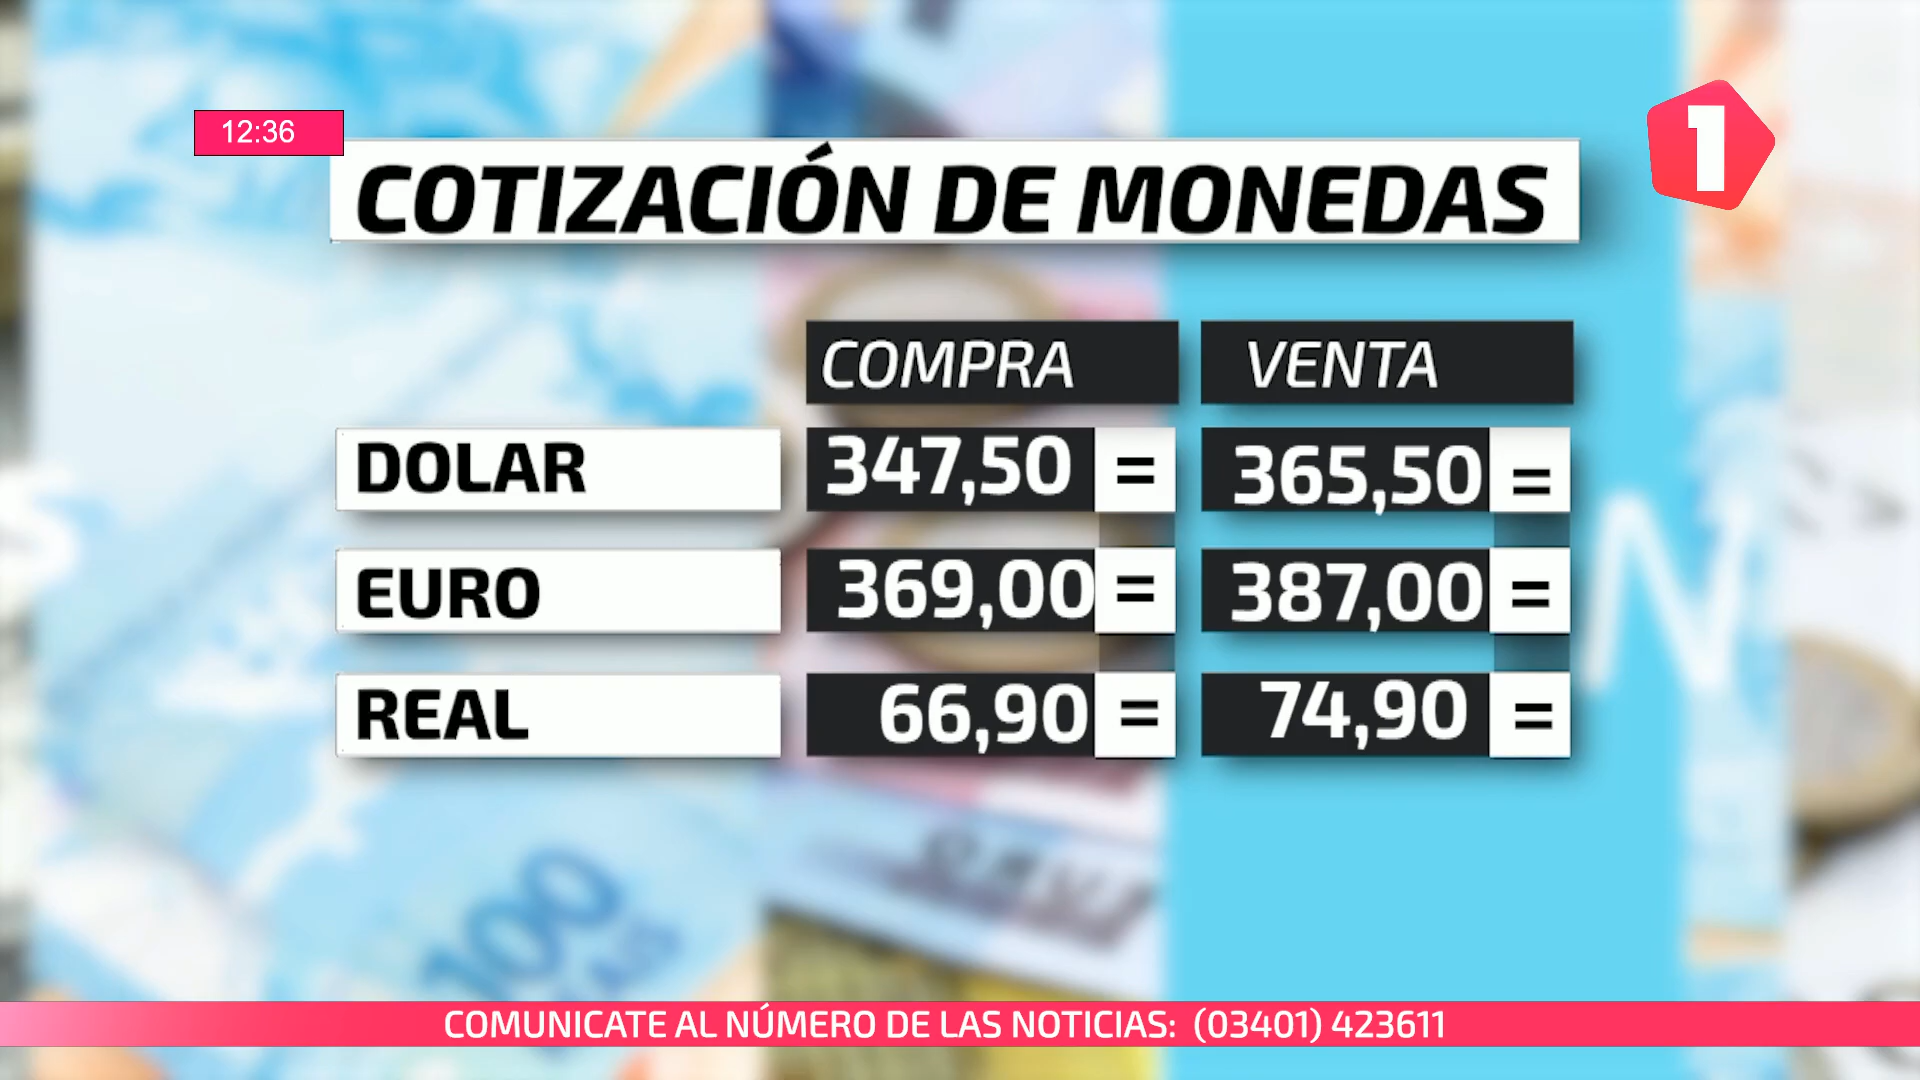 12:36
1
COTIZACIÓN DE MONEDAS
COMPRA VENTA
DOLAR 347,50 = 365,50 =
EURO 369,00 = 387,00 =
REAL 66,90 = 74,90 =
100
COMUNICATE AL NÚMERO DE LAS NOTICIAS: (03401) 423611